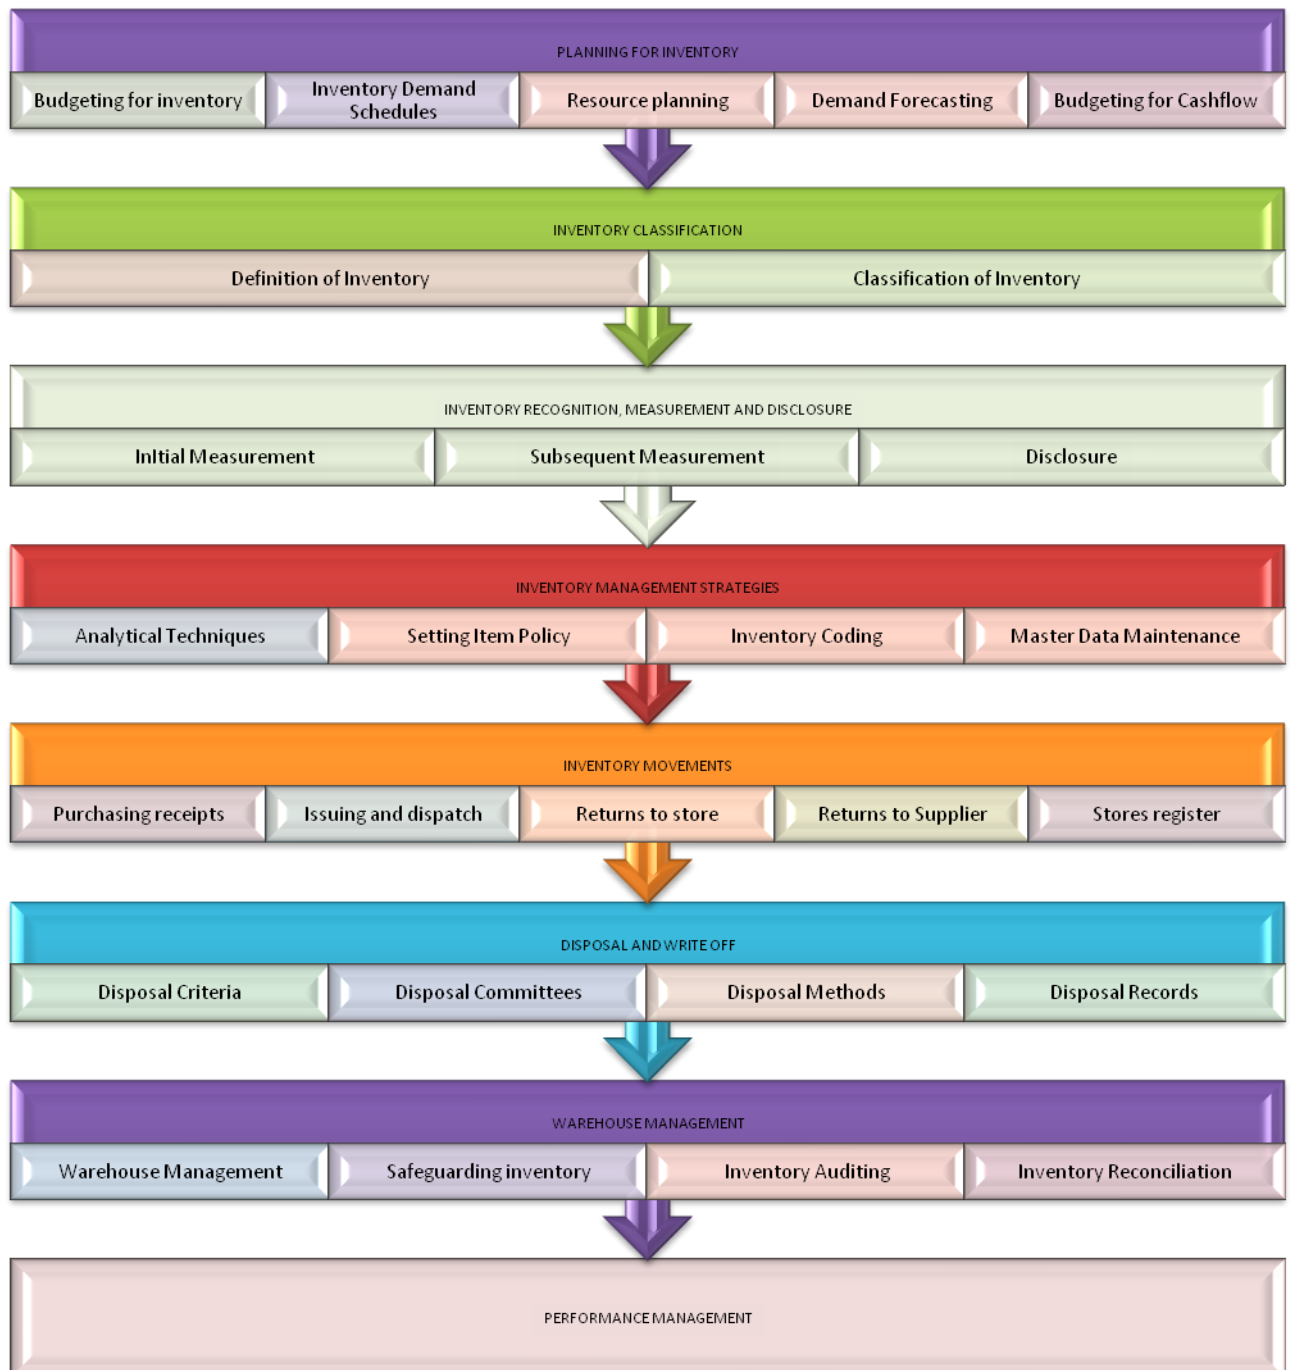 PLANNING FOR INVENTORY
Budgeting for inventory
Inventory Demand
Schedules
Resource planning
Demand Forecasting
Budgeting for Cashflow
INVENTORY CLASSIFICATION
Definition of Inventory
Classification of Inventory
INVENTORY RECOGNITION, MEASUREMENT AND DISCLOSURE
InItial Measurement
Subsequent Measurement
Disclosure
INVENTORY MANAGEMENT STRATEGIES
Analytical Techniques
Setting Item Policy
Inventory Coding
Master Data Maintenance
INVENTORY MOVEMENTS
Purchasing receipts
Issuing and dispatch
Returns to store
Returns to Supplier
Stores register
DISPOSAL AND WRITE OFF
Disposal Criteria
Disposal Committees
Disposal Methods
Disposal Records
WAREHOUSE MANAGEMENT
Warehouse Management
Safeguarding inventory
Inventory Auditing
Inventory Reconciliation
PERFORMANCE MANAGEMENT